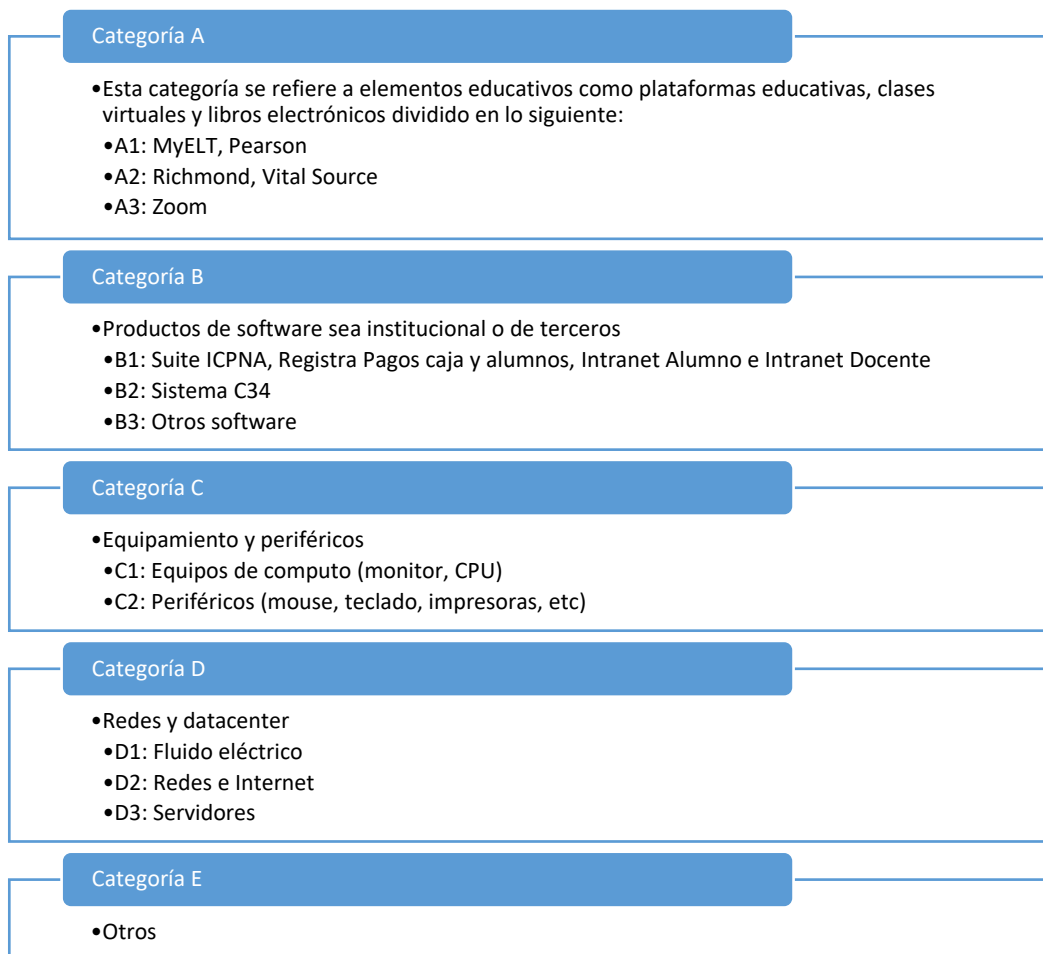 Categoría A
•Esta categoría se refiere a elementos educativos como plataformas educativas, clases
virtuales y libros electrónicos dividido en lo siguiente:
•A1: MyELT, Pearson
•A2: Richmond, Vital Source
•A3: Zoom
Categoría B
•Productos de software sea institucional o de terceros
•B1: Suite ICPNA, Registra Pagos caja y alumnos, Intranet Alumno e Intranet Docente
•B2: Sistema C34
•B3: Otros software
Categoría C
•Equipamiento y periféricos
•C1: Equipos de computo (monitor, CPU)
•C2: Periféricos (mouse, teclado, impresoras, etc)
Categoría D
•Redes y datacenter
•D1: Fluido eléctrico
•D2: Redes e Internet
•D3: Servidores
Categoría E
•Otros